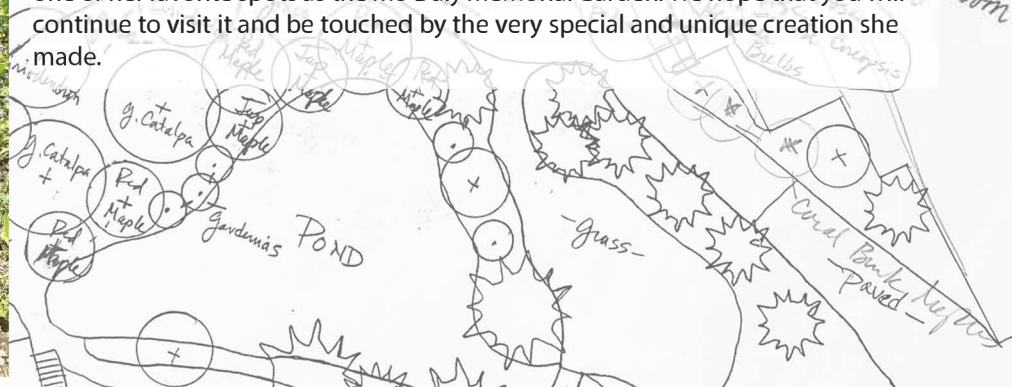 continue to visit it and be touched by the very special and unique creation she
made.
Red
Maple
Jap
Maple
Maple
Red
Maple
g. Catalpa
Jap
Maple
g. Catalpa
Red
Maple
Red
Maple
gardenias
POND
-grass-
Coral Bark
-Paved-